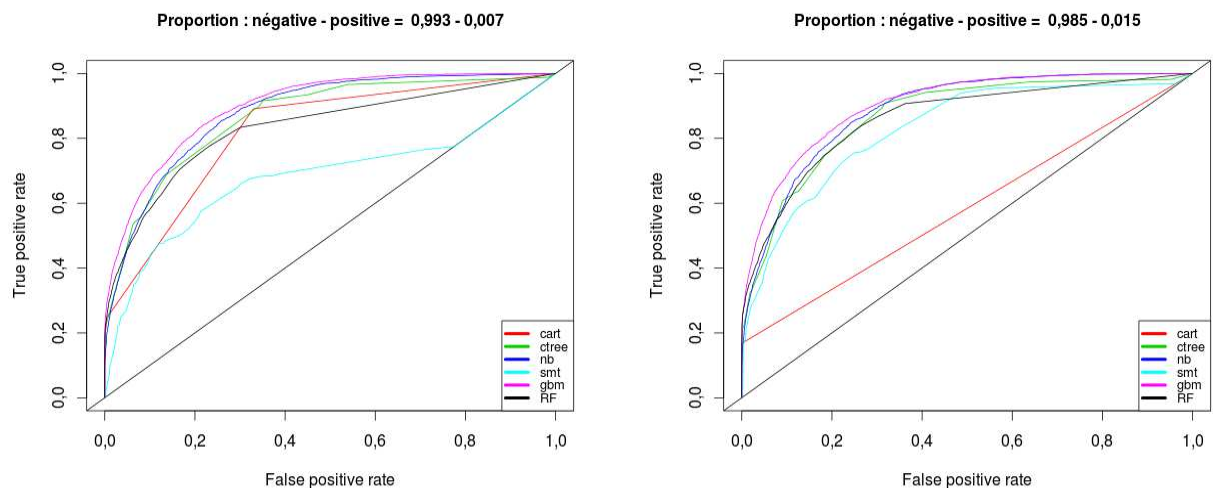 Proportion : négative - positive = 0,993 - 0,007
True positive rate
1,0
0,8
0,6
0,4
0,2
0,0
cart
ctree
nb
smt
gbm
RF
0,0 0,2 0,4 0,6 0,8 1,0
False positive rate
Proportion : négative - positive = 0,985 - 0,015
True positive rate
1,0
0,8
0,6
0,4
0,2
0,0
cart
ctree
nb
smt
gbm
RF
0,0 0,2 0,4 0,6 0,8 1,0
False positive rate